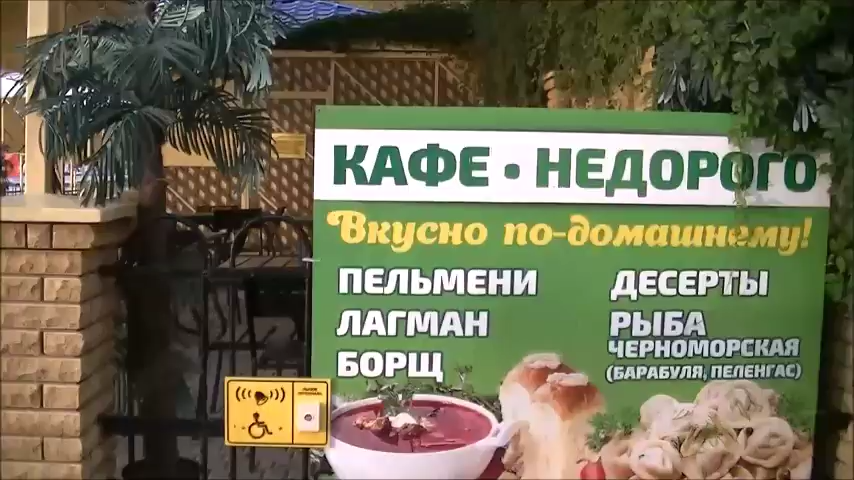 КАФЕ • НЕДОРОГО
Вкусно по-домашнему!
ПЕЛЬМЕНИ
ЛАГМАН
БОРЩ
ДЕСЕРТЫ
РЫБА
ЧЕРНОМОРСКАЯ
(БАРАБУЛЯ, ПЕЛЕНГАС)